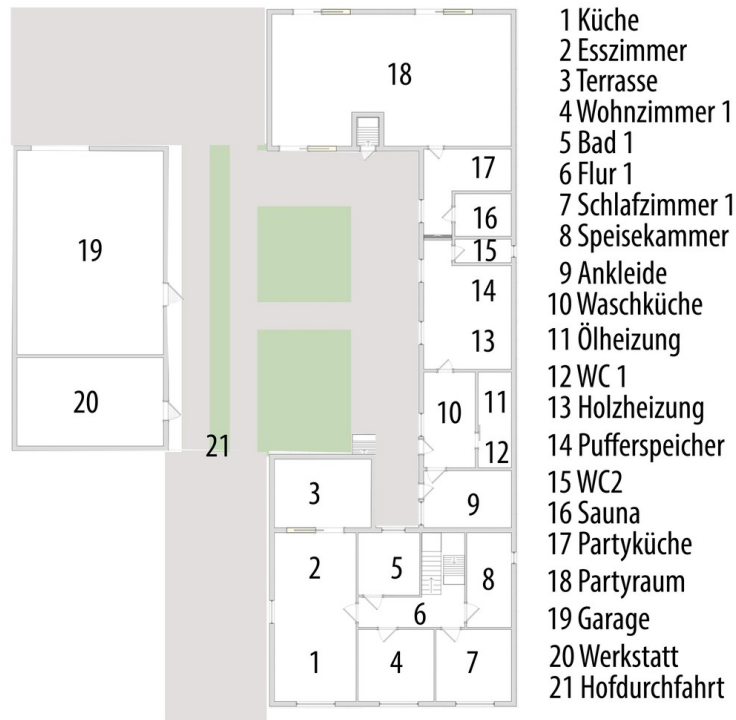 18
17
16
15
14
13
19
20
21
10
11
12
9
3
2
5
8
6
1
4
7
1 Küche
2 Esszimmer
3 Terrasse
4 Wohnzimmer 1
5 Bad 1
6 Flur 1
7 Schlafzimmer 1
8 Speisekammer
9 Ankleide
10 Waschküche
11 Ölheizung
12 WC 1
13 Holzheizung
14 Pufferspeicher
15 WC2
16 Sauna
17 Partyküche
18 Partyraum
19 Garage
20 Werkstatt
21 Hofdurchfahrt